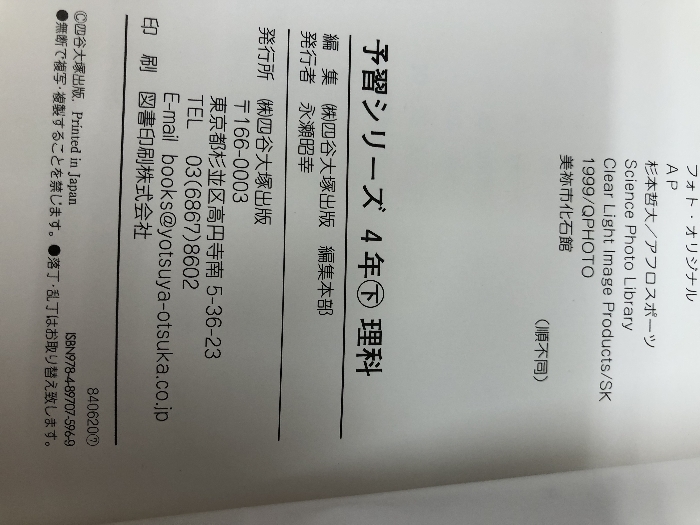 フォト・オリジナル
AP
杉本哲大／アフロスポーツ
Science Photo Library
Clear Light Image Products/SK
1999/QPHOTO
美祢市化石館
（順不同）
予習シリーズ 4年㊦理科
編 集 ㈱四谷大塚出版 編集本部
発行者 永瀬昭幸
発行所 ㈱四谷大塚出版
〒166-0003
東京都杉並区高円寺南 5-36-23
TEL 03(6867)8602
E-mail books@yotsuya-otsuka.co.jp
印 刷 図書印刷株式会社
840620⑦
Ⓒ四谷大塚出版, Printed in Japan ISBN978-4-89707-596-9
●無断で複写・複製することを禁じます。 ●落丁・乱丁はお取り替え致します。